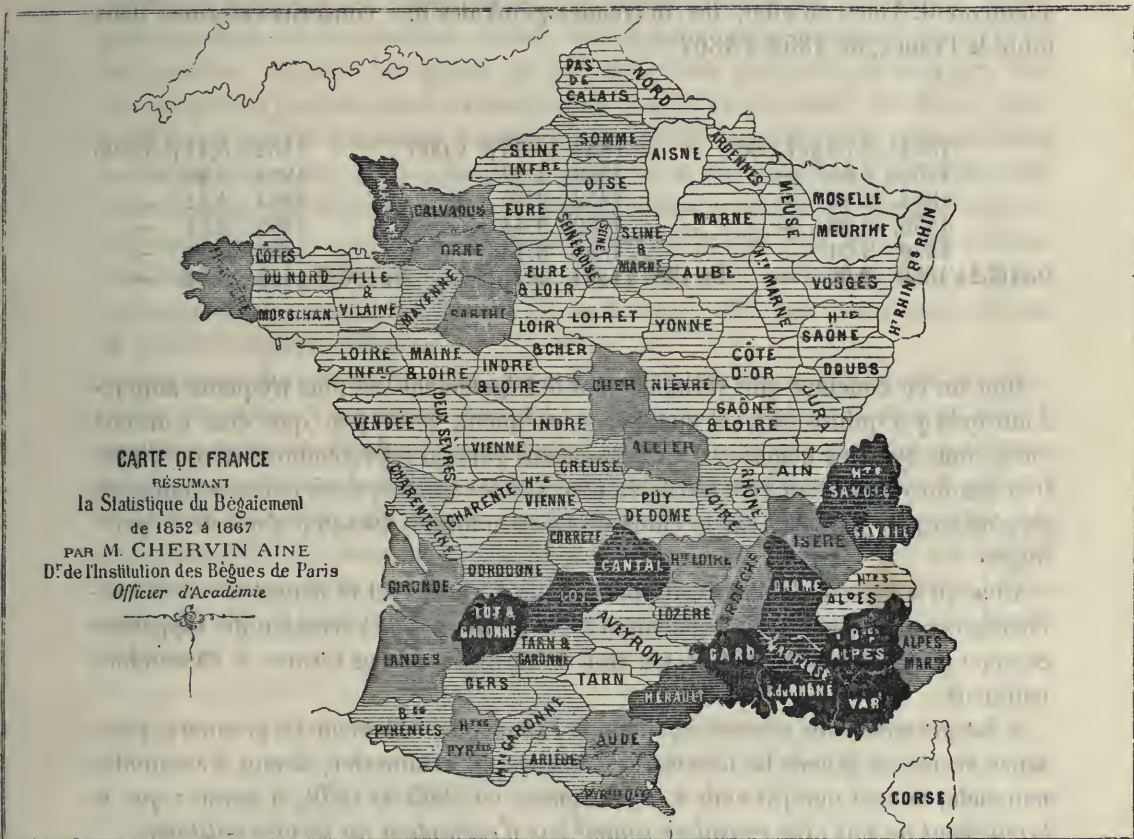 CARTE DE FRANCE
RÉSUMANT
la Statistique du Bégaiement
de 1852 à 1867
PAR M. CHERVIN AINE
Dr de l'Institution des Bègues de Paris
Officier d'Académie
PAS
DE
CALAIS
NORD
SOMME
SEINE
INFRE
OISE
AISNE
ARDENNES
MEUSE
MOSELLE
MEURTHE
MARNE
Bs RHIN
Ht RHIN
CALVADOS
ORNE
EURE
SEINE & OISE
SEINE
SEINE
&
MARNE
AUBE
Hte MARNE
VOSGES
CÔTES
DU NORD
ILLE
&
VILAINE
MAYENNE
SARTHE
EURE
& LOIR
MORBIHAN
LOIR
& CHER
LOIRET
YONNE
CÔTE
D'OR
Hte
SAÔNE
DOUBS
JURA
LOIRE
INFRE
MAINE
& LOIRE
INDRE
& LOIRE
CHER
NIÈVRE
SAÔNE
& LOIRE
VENDÉE
DEUX SÈVRES
VIENNE
INDRE
ALLIER
CREUSE
CHARENTE INF.
CHARENTE
Hte
VIENNE
PUY
DE DOME
LOIRE
RHÔNE
AIN
Hte
SAVOIE
SAVOIE
ISÈRE
CORRÈZE
DORDOGNE
GIRONDE
CANTAL
Hte LOIRE
ARDÈCHE
DROME
Htes
ALPES
LOT &
GARONNE
LOT
LOZÈRE
AVEYRON
LANDES
TARN &
GARONNE
GERS
TARN
GARD
VAUCLUSE
Bses
ALPES
ALPES
MARit
HÉRAULT
B. du RHÔNE
VAR
Bses
PYRÉNÉES
Htes
PYRÉES
Hte GARONNE
ARIÈGE
AUDE
CORSE